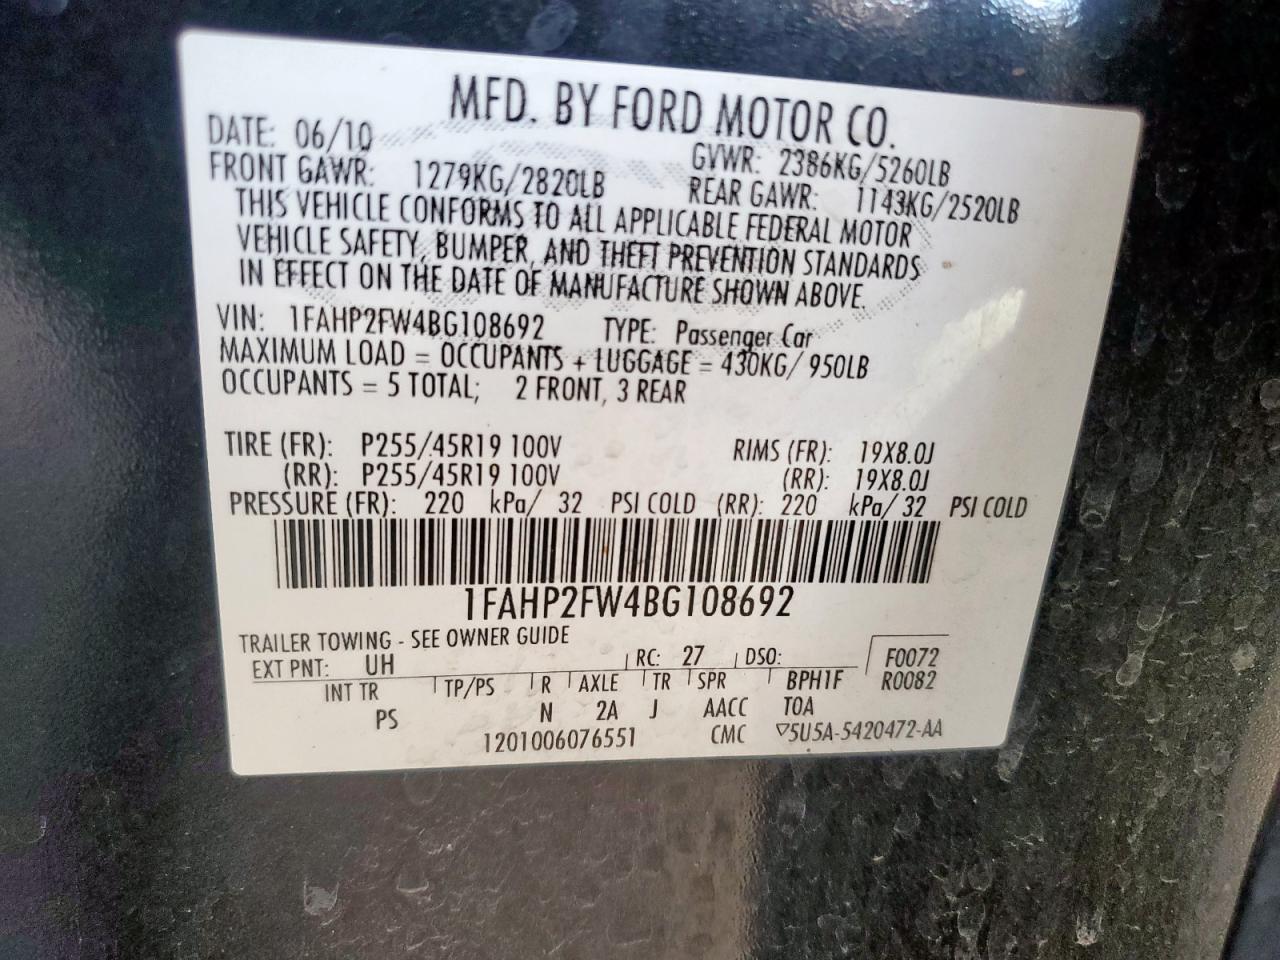 MFD. BY FORD MOTOR CO.
DATE: 06/10 GVWR: 2386KG/5260LB
FRONT GAWR: 1279KG/2820LB REAR GAWR: 1143KG/2520LB
THIS VEHICLE CONFORMS TO ALL APPLICABLE FEDERAL MOTOR
VEHICLE SAFETY, BUMPER, AND THEFT PREVENTION STANDARDS
IN EFFECT ON THE DATE OF MANUFACTURE SHOWN ABOVE.
VIN: 1FAHP2FW4BG108692 TYPE: Passenger Car
MAXIMUM LOAD = OCCUPANTS + LUGGAGE = 430KG/ 950LB
OCCUPANTS = 5 TOTAL; 2 FRONT, 3 REAR
TIRE (FR): P255/45R19 100V RIMS (FR): 19X8.0J
(RR): P255/45R19 100V (RR): 19X8.0J
PRESSURE (FR): 220 kPa/ 32 PSI COLD (RR): 220 kPa/ 32 PSI COLD
1FAHP2FW4BG108692
TRAILER TOWING - SEE OWNER GUIDE
EXT PNT: UH RC: 27 DSO: F0072
INT TR TP/PS R AXLE TR SPR BPH1F R0082
PS N 2A J AACC TOA
1201006076551 CMC ▽5U5A-5420472-AA